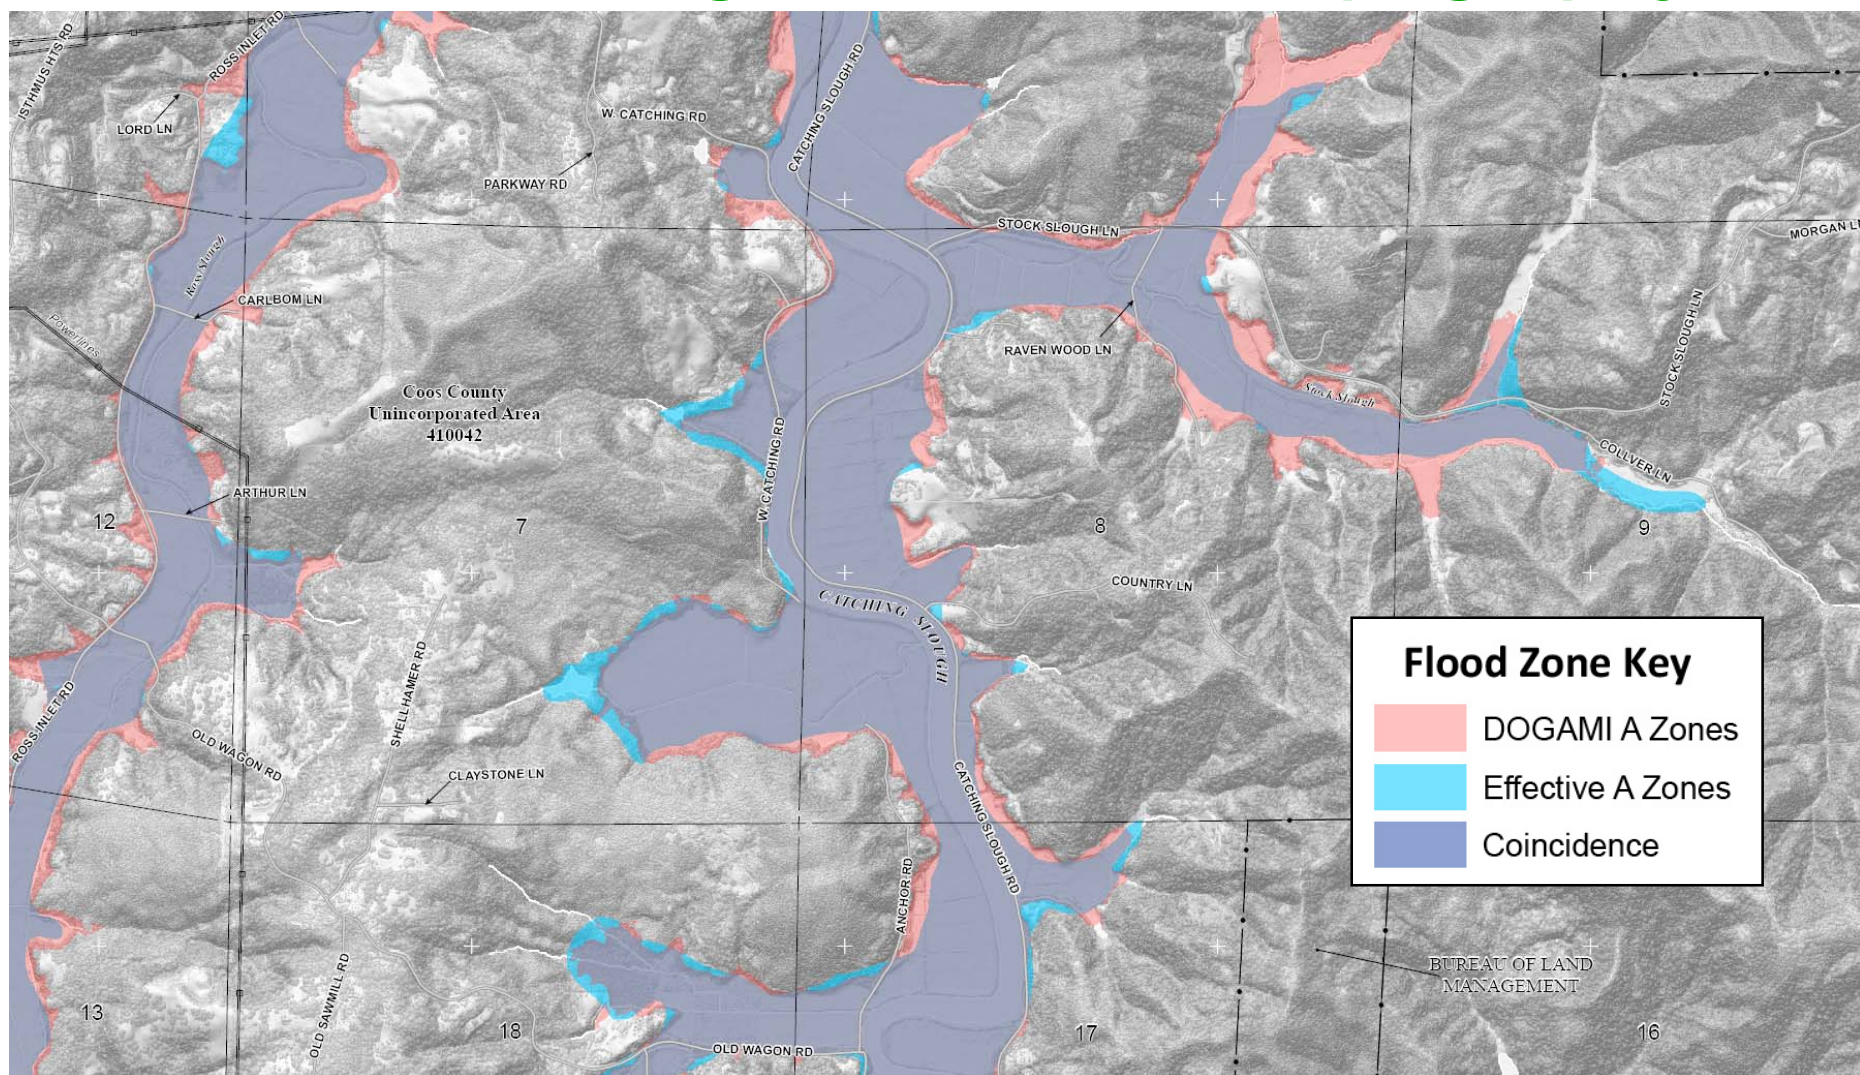 ISTHMUS HTS RD
ROSS INLET RD
LORD LN
W. CATCHING RD
PARKWAY RD
CATCHING SLOUGH RD
STOCK SLOUGH LN
MORGAN LN
Ross Slough
CARLBOM LN
Powerlines
RAVEN WOOD LN
STOCK SLOUGH LN
Coos County
Unincorporated Area
410042
Stock Slough
W. CATCHING RD
COLLVER LN
ARTHUR LN
12
7
8
9
COUNTRY LN
CATCHING SLOUGH
SHELLHAMER RD
ROSS INLET RD
OLD WAGON RD
CLAYSTONE LN
CATCHING SLOUGH RD
ANCHOR RD
OLD SAWMILL RD
BUREAU OF LAND
MANAGEMENT
13
18
17
16
OLD WAGON RD
Flood Zone Key
DOGAMI A Zones
Effective A Zones
Coincidence